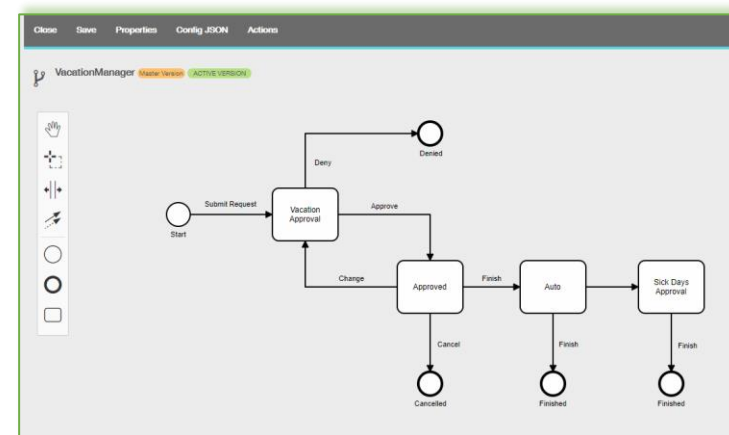 Close Save Properties Config JSON Actions
VacationManager Master Version ACTIVE VERSION
Denied
Deny
Submit Request
Vacation
Approval
Approve
Start
Change
Approved
Finish
Auto
Sick Days
Approval
Cancel
Finish
Finish
Cancelled
Finished
Finished